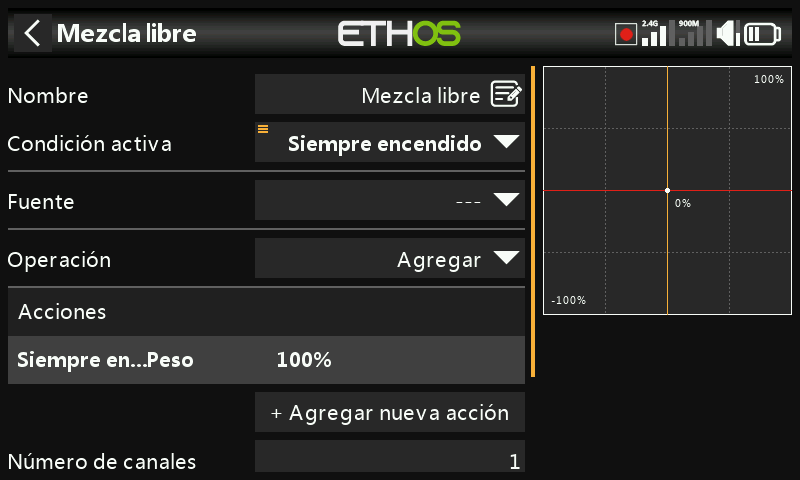 Mezcla libre
ETHOS
2.4G
900M
Nombre
Mezcla libre
Condición activa
Siempre encendido
Fuente
---
Operación
Agregar
Acciones
Siempre en...Peso
100%
+ Agregar nueva acción
Número de canales
1
100%
0%
-100%